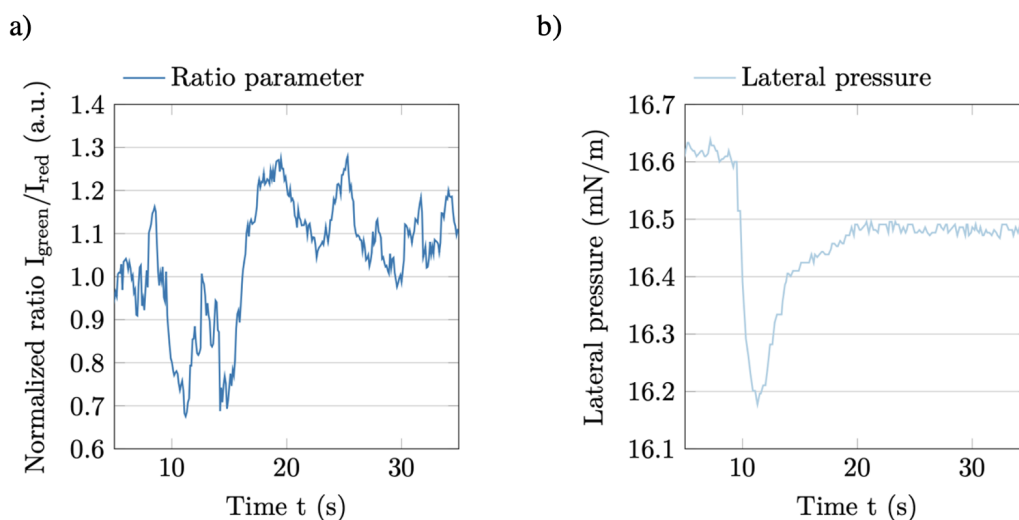 a)
Ratio parameter
Normalized ratio I_green/I_red (a.u.)
1.4
1.3
1.2
1.1
1.0
0.9
0.8
0.7
0.6
10 20 30
Time t (s)
b)
Lateral pressure
Lateral pressure (mN/m)
16.7
16.6
16.5
16.4
16.3
16.2
16.1
10 20 30
Time t (s)